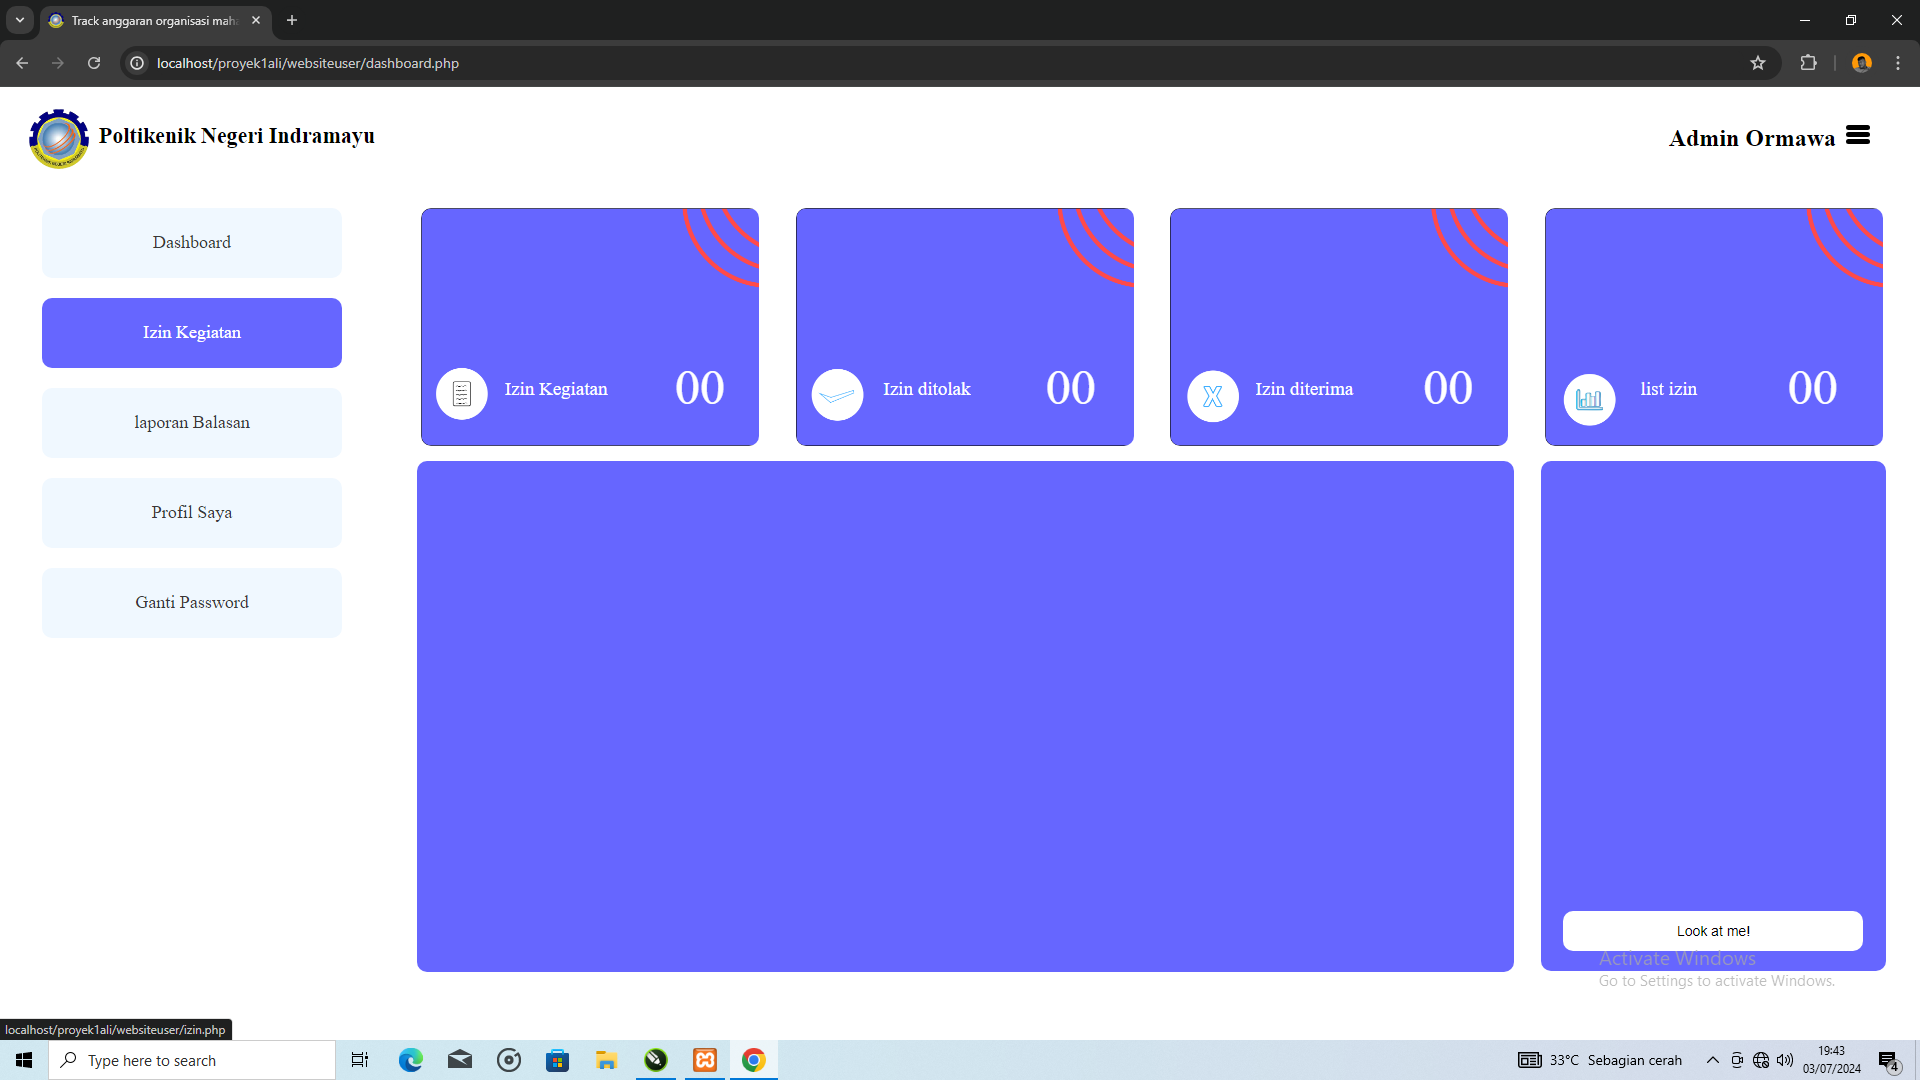 Track anggaran organisasi maha
localhost/proyek1ali/websiteuser/dashboard.php
Poltikenik Negeri Indramayu
Admin Ormawa
Dashboard
Izin Kegiatan
laporan Balasan
Profil Saya
Ganti Password
Izin Kegiatan
00
Izin ditolak
00
Izin diterima
00
list izin
00
Look at me!
Activate Windows
Go to Settings to activate Windows.
localhost/proyek1ali/websiteuser/izin.php
Type here to search
33°C Sebagian cerah
19:43
03/07/2024
4